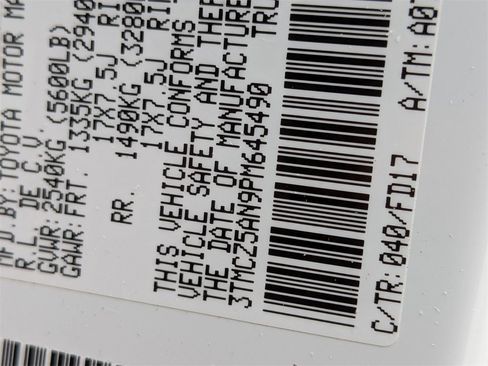 MFD BY: TOYOTA MOTOR MA
R.L. DE C.V.
GVWR: 2540KG (5600LB)
GAWR: FRT. 1335KG (2940
17X7.5J RI
RR. 1490KG (3280
17X7.5J RI
THIS VEHICLE CONFORMS
VEHICLE SAFETY AND THEF
THE DATE OF MANUFACTURE
3TMCZ5AN9PM645490 TRU
C/TR: 040/FD17 A/TM: A01